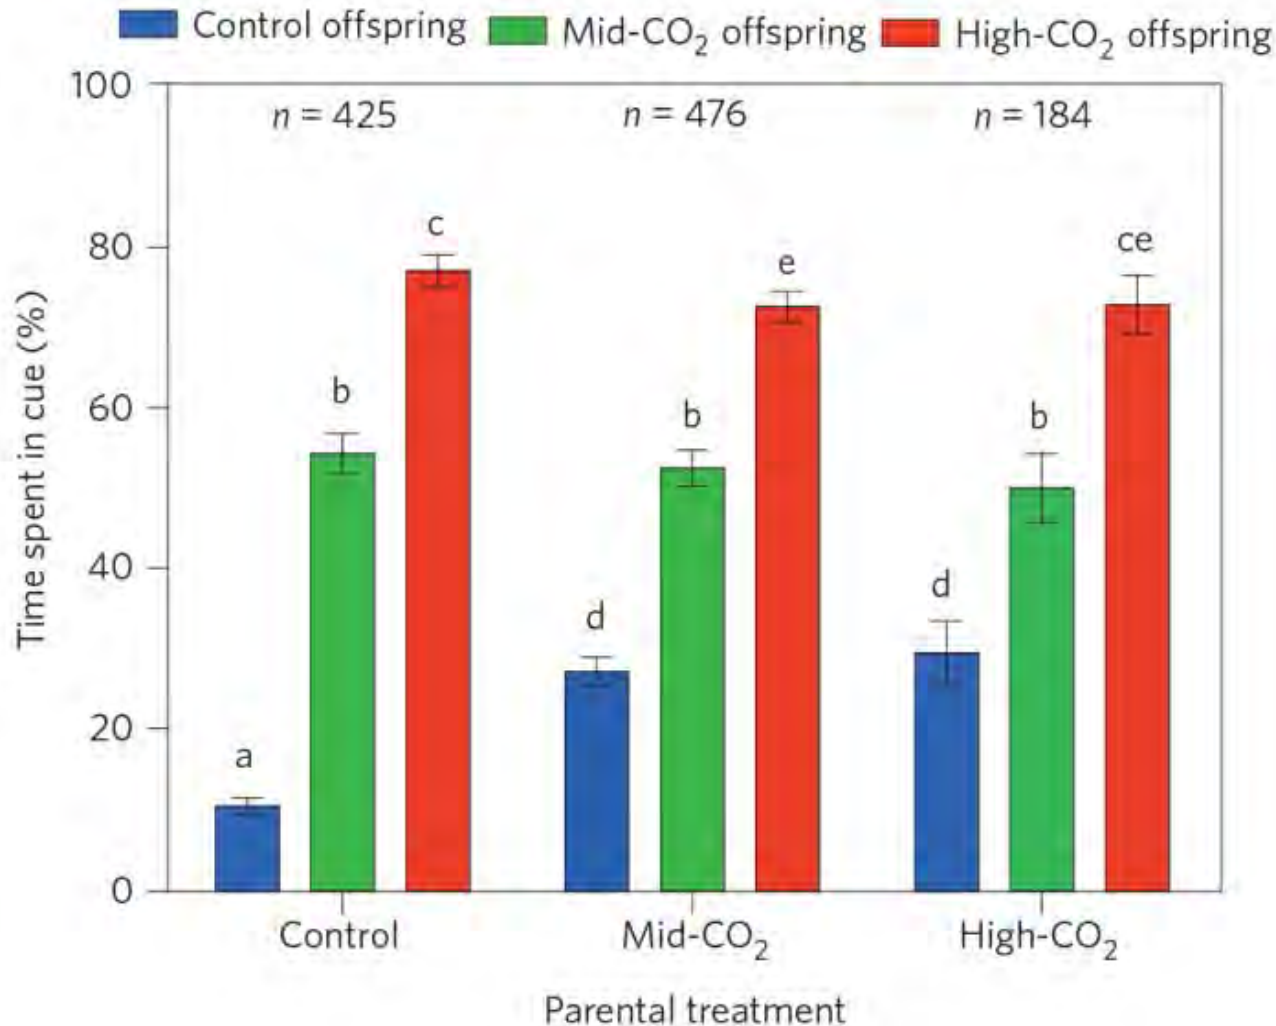 Control offspring Mid-CO₂ offspring High-CO₂ offspring
100
n = 425 n = 476 n = 184
80
60
40
20
0
Time spent in cue (%)
a b c
d b e
d b ce
Control Mid-CO₂ High-CO₂
Parental treatment